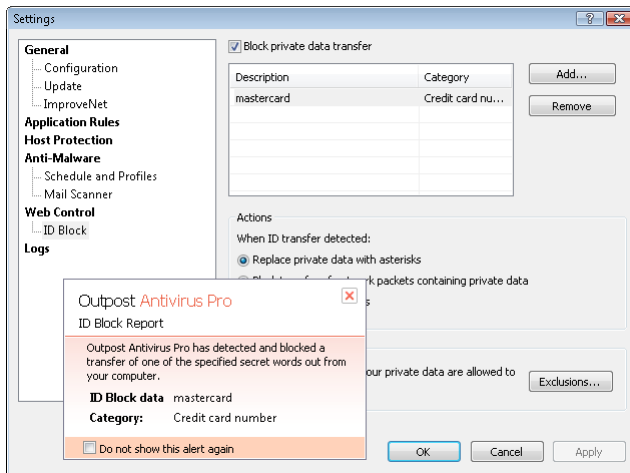 Settings
General
Configuration
Update
ImproveNet
Application Rules
Host Protection
Anti-Malware
Schedule and Profiles
Mail Scanner
Web Control
ID Block
Logs
Block private data transfer
Description Category
mastercard Credit card nu...
Add...
Remove
Actions
When ID transfer detected:
Replace private data with asterisks
packets containing private data
our private data are allowed to
Exclusions...
Outpost Antivirus Pro
ID Block Report
Outpost Antivirus Pro has detected and blocked a
transfer of one of the specified secret words out from
your computer.
ID Block data mastercard
Category: Credit card number
Do not show this alert again
OK Cancel Apply